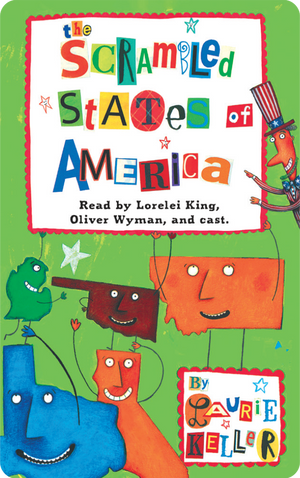 the
SCRAMBLED
STATES of
AMERICA
Read by Lorelei King,
Oliver Wyman, and cast.
By
LAURIE
KELLER